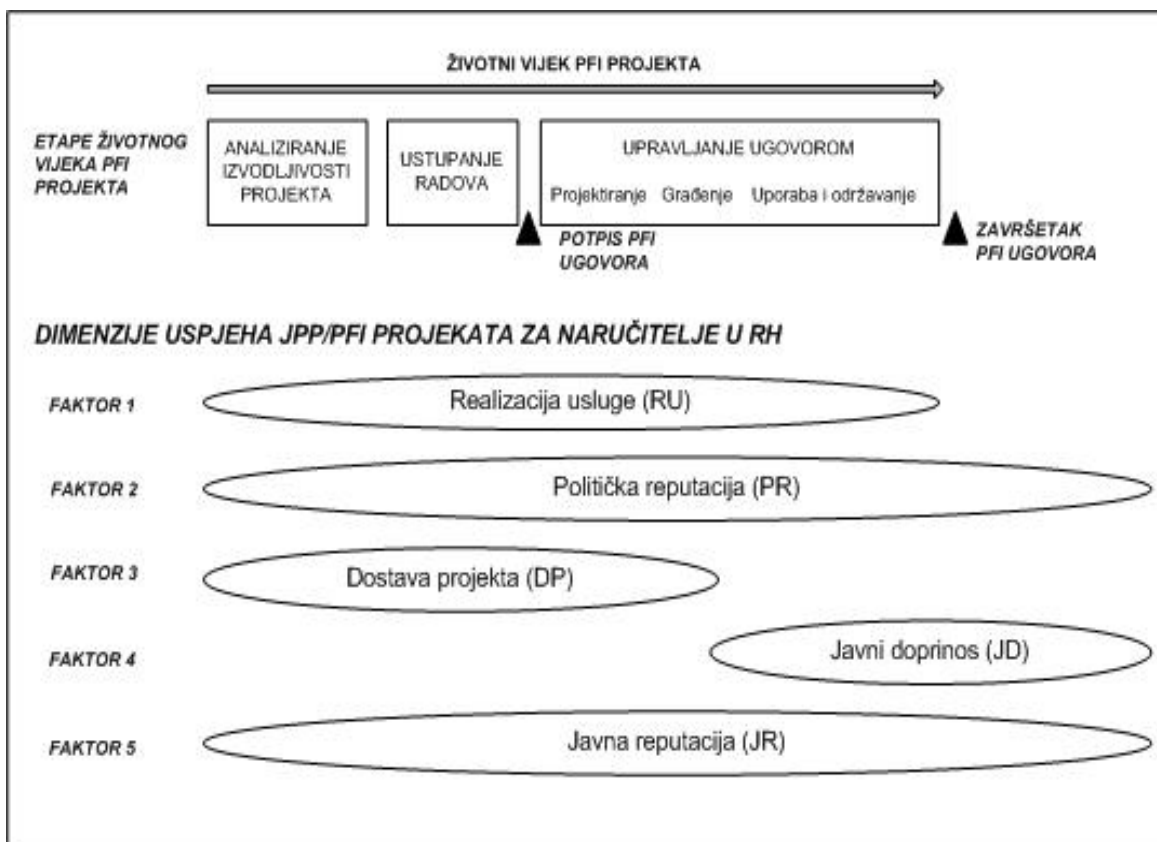 ŽIVOTNI VIJEK PFI PROJEKTA
ETAPE ŽIVOTNOG
VIJEKA PFI
PROJEKTA
ANALIZIRANJE
IZVODLJIVOSTI
PROJEKTA
USTUPANJE
RADOVA
UPRAVLJANJE UGOVOROM
Projektiranje Građenje Uporaba i održavanje
POTPIS PFI
UGOVORA
ZAVRŠETAK
PFI UGOVORA
DIMENZIJE USPJEHA JPP/PFI PROJEKATA ZA NARUČITELJE U RH
FAKTOR 1
Realizacija usluge (RU)
FAKTOR 2
Politička reputacija (PR)
FAKTOR 3
Dostava projekta (DP)
FAKTOR 4
Javni doprinos (JD)
FAKTOR 5
Javna reputacija (JR)